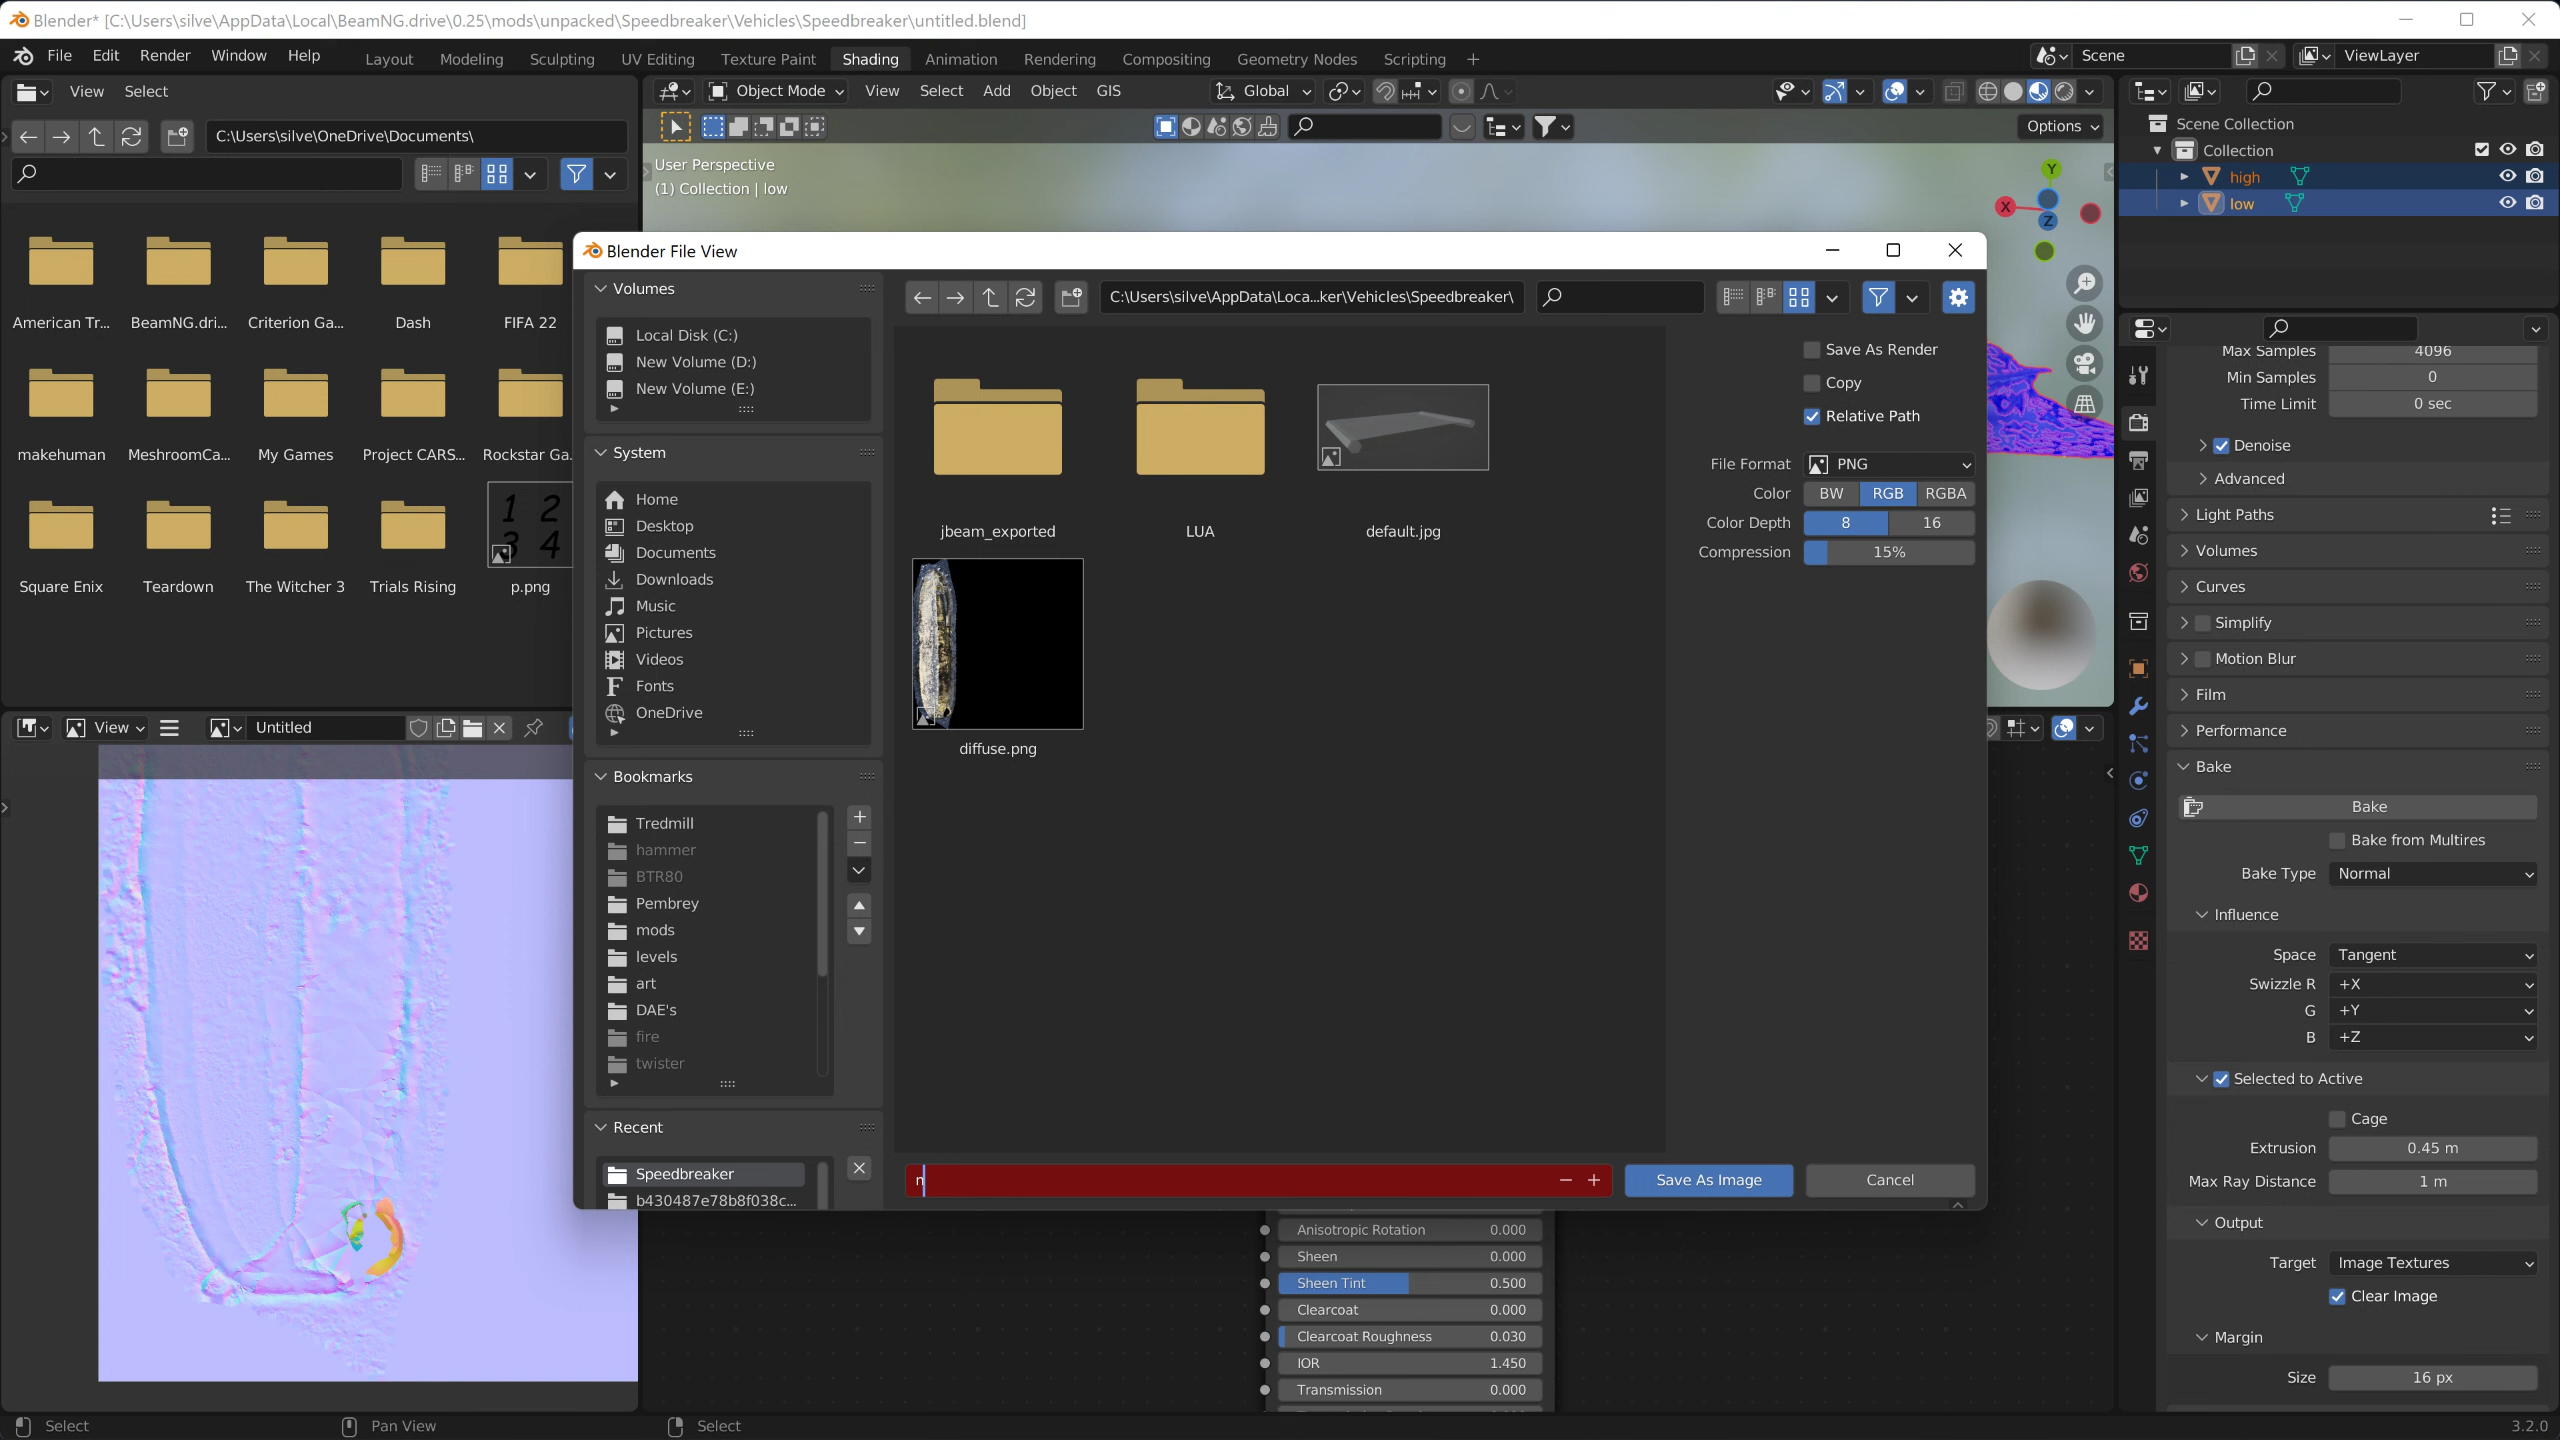 Blender* [C:\Users\silve\AppData\Local\BeamNG.drive\0.25\mods\unpacked\Speedbreaker\Vehicles\Speedbreaker\untitled.blend]
File Edit Render Window Help Layout Modeling Sculpting UV Editing Texture Paint Shading Animation Rendering Compositing Geometry Nodes Scripting + Scene ViewLayer
View Select
Object Mode View Select Add Object GIS Global
C:\Users\silve\OneDrive\Documents\
Options
User Perspective
(1) Collection | low
Y
X
Z
Scene Collection
Collection
high
low
American Tr... BeamNG.dri... Criterion Ga... Dash FIFA 22
makehuman MeshroomCa... My Games Project CARS... Rockstar Ga...
1 2
3 4
Square Enix Teardown The Witcher 3 Trials Rising p.png
View Untitled
Blender File View
Volumes
Local Disk (C:)
New Volume (D:)
New Volume (E:)
System
Home
Desktop
Documents
Downloads
Music
Pictures
Videos
Fonts
OneDrive
Bookmarks
Tredmill
hammer
BTR80
Pembrey
mods
levels
art
DAE's
fire
twister
Recent
Speedbreaker
b430487e78b8f038c...
C:\Users\silve\AppData\Loca...ker\Vehicles\Speedbreaker\
jbeam_exported LUA default.jpg
diffuse.png
Save As Render
Copy
Relative Path
File Format PNG
Color BW RGB RGBA
Color Depth 8 16
Compression 15%
n
Save As Image Cancel
Anisotropic Rotation 0.000
Sheen 0.000
Sheen Tint 0.500
Clearcoat 0.000
Clearcoat Roughness 0.030
IOR 1.450
Transmission 0.000
Max Samples 4096
Min Samples 0
Time Limit 0 sec
Denoise
Advanced
Light Paths
Volumes
Curves
Simplify
Motion Blur
Film
Performance
Bake
Bake
Bake from Multires
Bake Type Normal
Influence
Space Tangent
Swizzle R +X
G +Y
B +Z
Selected to Active
Cage
Extrusion 0.45 m
Max Ray Distance 1 m
Output
Target Image Textures
Clear Image
Margin
Size 16 px
Select Pan View Select 3.2.0